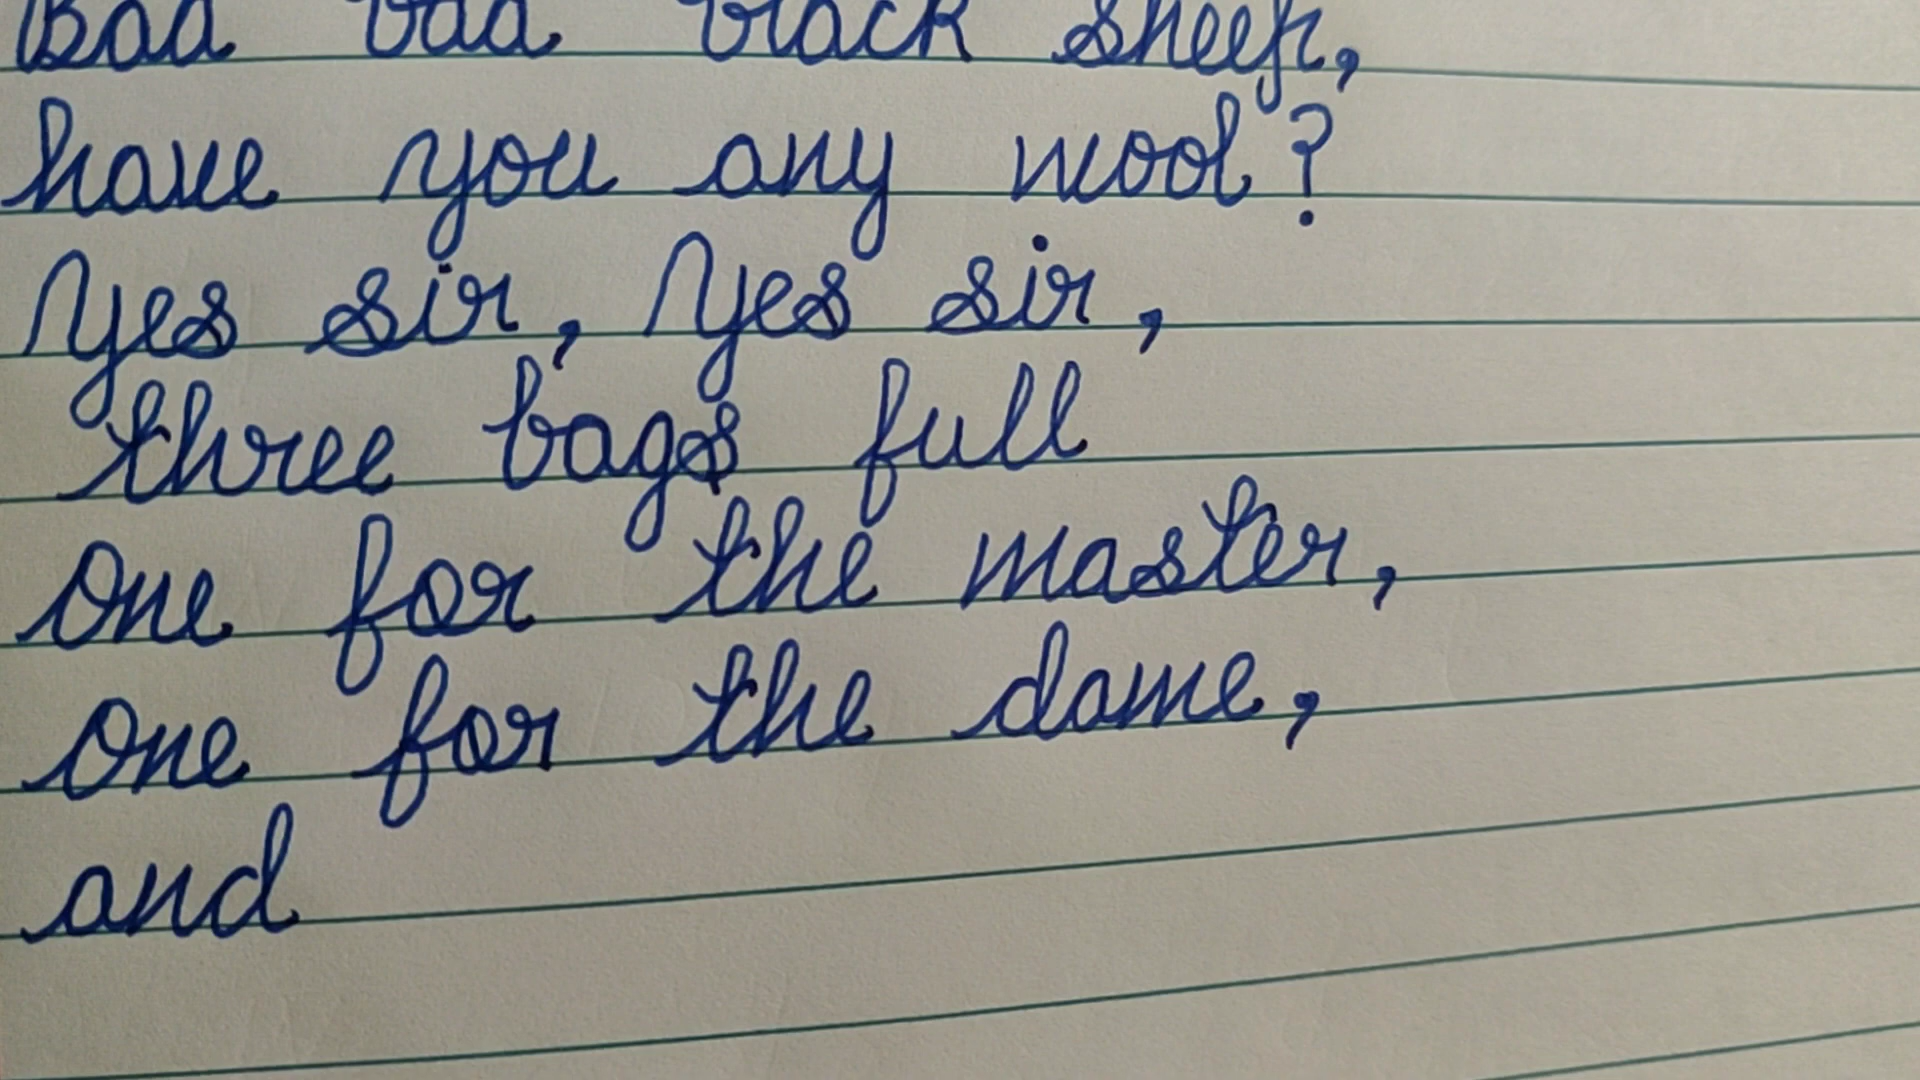 Baa baa black sheep,
have you any wool?
Yes sir, Yes sir,
three bags full
One for the master,
One for the dame,
and